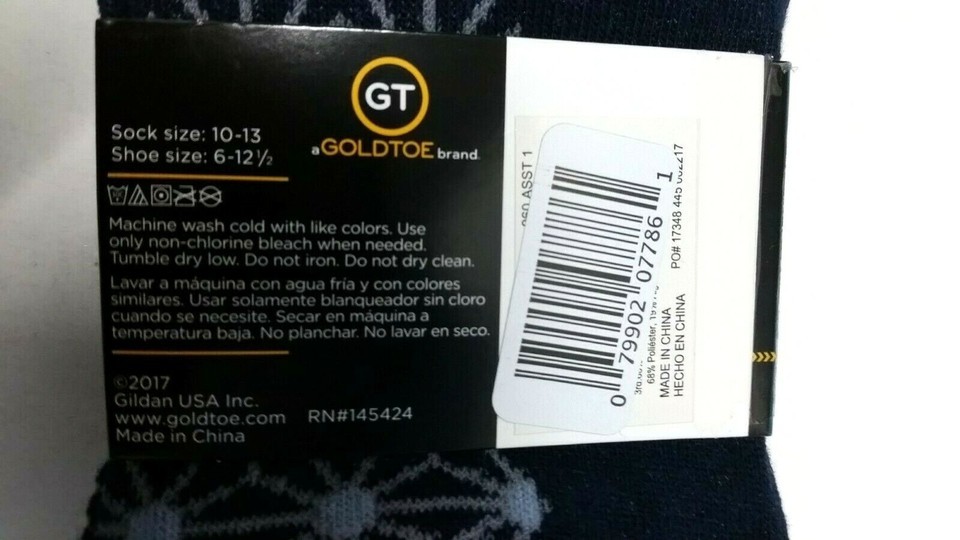 GT
a GOLDTOE brand.
Sock size: 10-13
Shoe size: 6-12½
Machine wash cold with like colors. Use
only non-chlorine bleach when needed.
Tumble dry low. Do not iron. Do not dry clean.
Lavar a máquina con agua fría y con colores
similares. Usar solamente blanqueador sin cloro
cuando se necesite. Secar en máquina a
temperatura baja. No planchar. No lavar en seco.
©2017
Gildan USA Inc.
www.goldtoe.com RN#145424
Made in China
ASST 1
0 79902 07786 1
68% Poliéster,
MADE IN CHINA
HECHO EN CHINA
PO# 17348 445